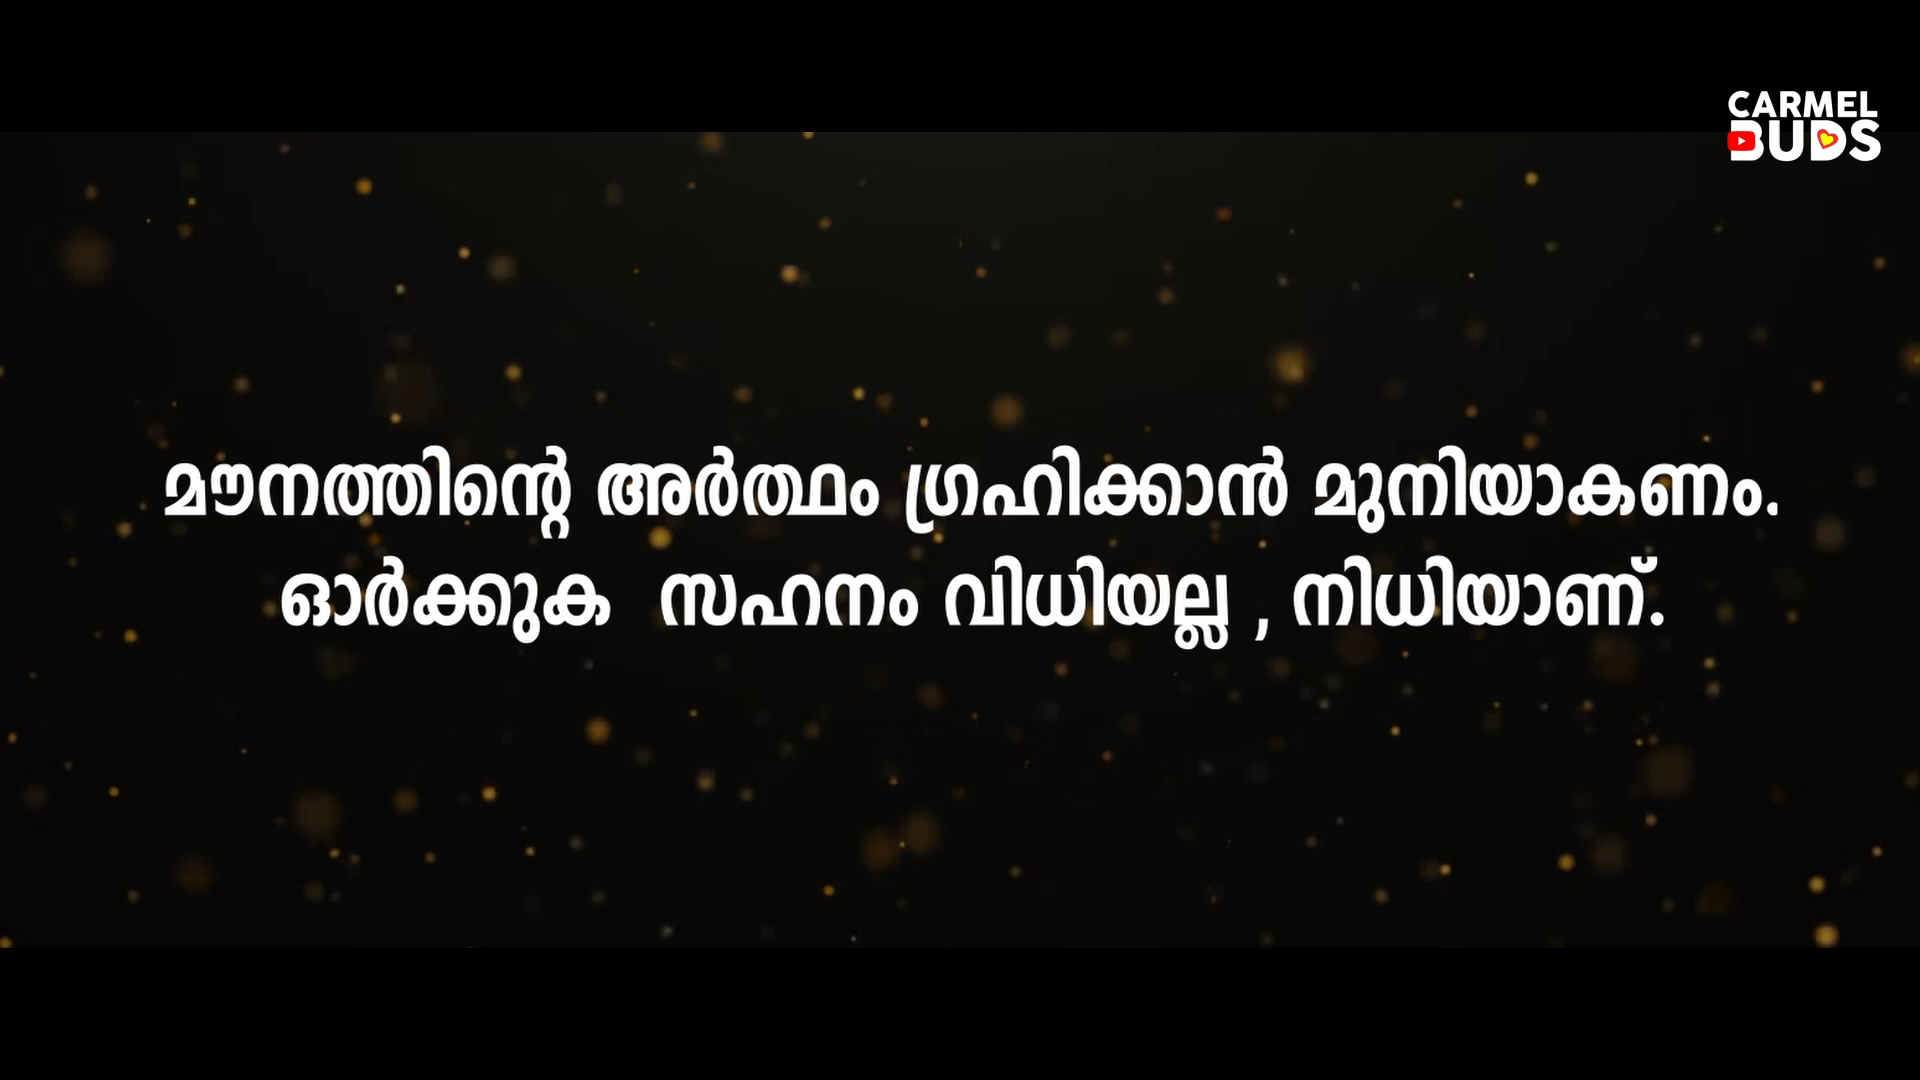 CARMEL
BUDS
മൗനത്തിന്റെ അർത്ഥം ഗ്രഹിക്കാൻ മുനിയാകണം.
ഓർക്കുക സഹനം വിധിയല്ല , നിധിയാണ്.